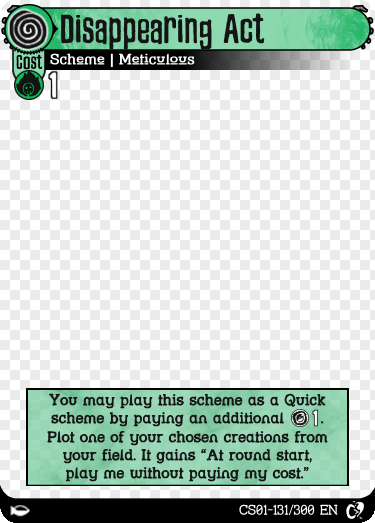 Disappearing Act
Cost
Scheme | Meticulous
1
You may play this scheme as a Quick
scheme by paying an additional 1.
Plot one of your chosen creations from
your field. It gains “At round start,
play me without paying my cost.”
CS01-131/300 EN